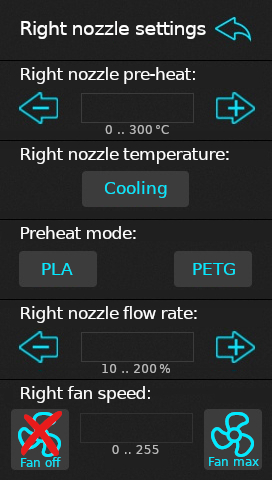 Right nozzle settings
Right nozzle pre-heat:
0 .. 300 °C
Right nozzle temperature:
Cooling
Preheat mode:
PLA PETG
Right nozzle flow rate:
10 .. 200 %
Right fan speed:
0 .. 255
Fan off Fan max